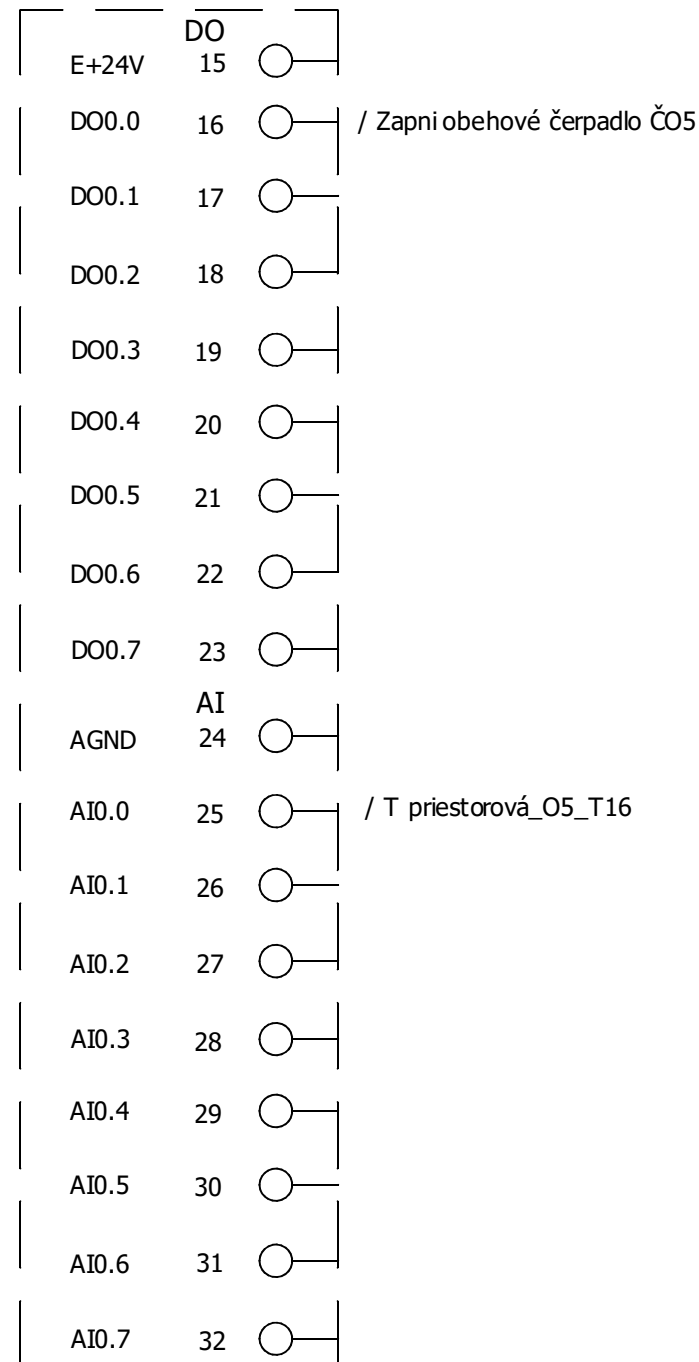 DO
E+24V 15
DO0.0 16 / Zapni obehové čerpadlo ČO5
DO0.1 17
DO0.2 18
DO0.3 19
DO0.4 20
DO0.5 21
DO0.6 22
DO0.7 23
AI
AGND 24
AI0.0 25 / T priestorová_O5_T16
AI0.1 26
AI0.2 27
AI0.3 28
AI0.4 29
AI0.5 30
AI0.6 31
AI0.7 32